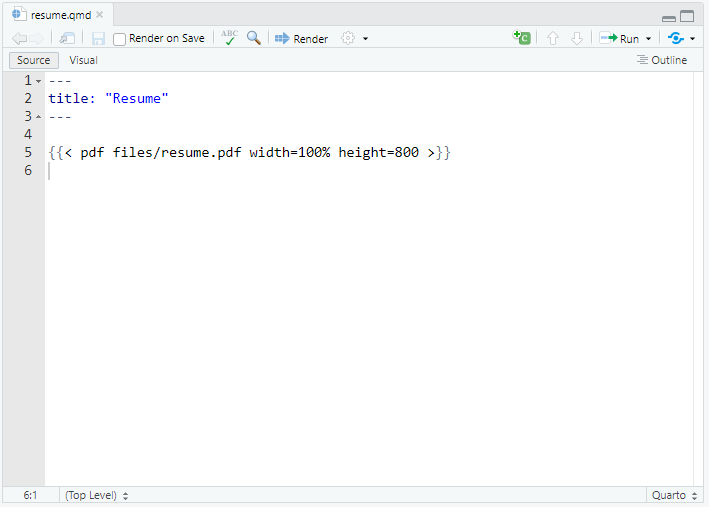 resume.qmd
Render on Save ABC Render Run
Source Visual Outline
1 ---
2 title: "Resume"
3 ---
4
5 {{< pdf files/resume.pdf width=100% height=800 >}}
6
6:1 (Top Level) Quarto